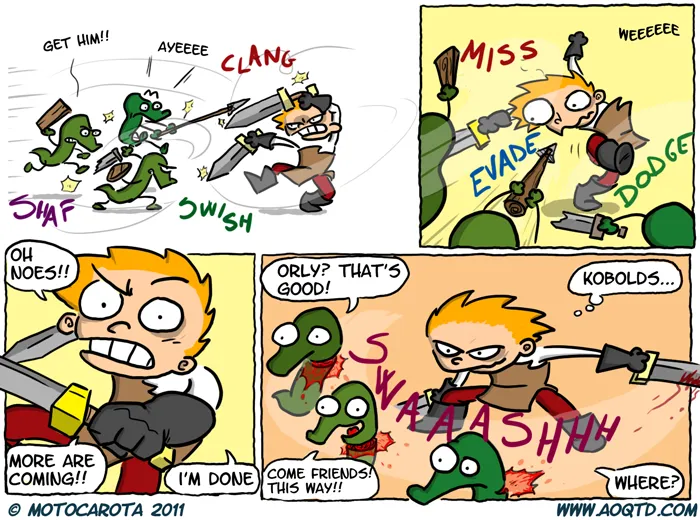 GET HIM!!
AYEEEE
CLANG
SHAF
SWISH
MISS
WEEEEEE
EVADE
DODGE
OH
NOES!!
MORE ARE
COMING!!
I'M DONE
ORLY? THAT'S
GOOD!
KOBOLDS...
SWAAASHHH
COME FRIENDS!
THIS WAY!!
WHERE?
© MOTOCAROTA 2011
WWW.AOQTD.COM